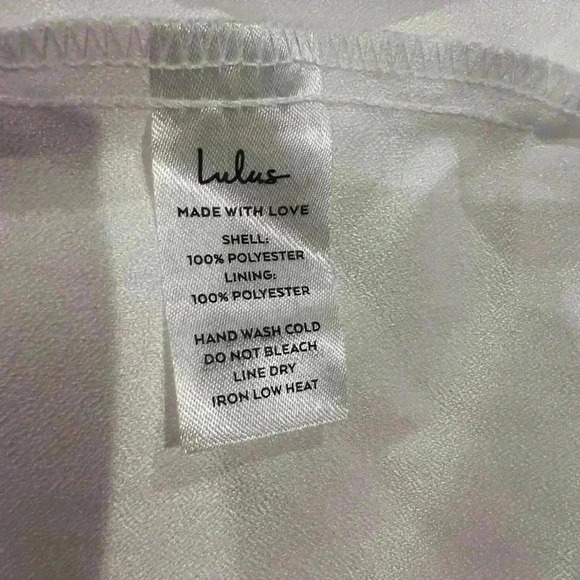 Lulus
MADE WITH LOVE
SHELL:
100% POLYESTER
LINING:
100% POLYESTER
HAND WASH COLD
DO NOT BLEACH
LINE DRY
IRON LOW HEAT